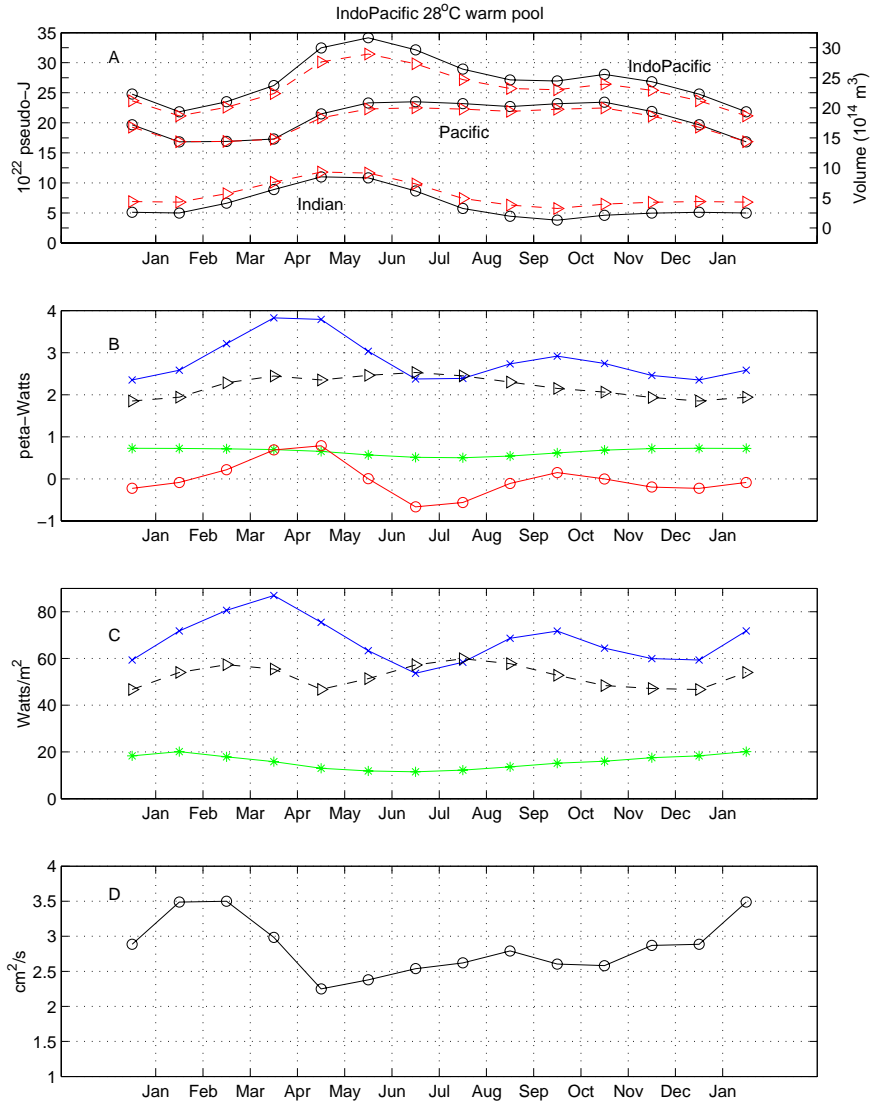 IndoPacific 28°C warm pool
A
35
30
25
20
15
10
5
0
10²² pseudo−J
IndoPacific
Pacific
Indian
30
25
20
15
10
5
0
Volume (10¹⁴ m³)
Jan Feb Mar Apr May Jun Jul Aug Sep Oct Nov Dec Jan
B
4
3
2
1
0
−1
peta−Watts
Jan Feb Mar Apr May Jun Jul Aug Sep Oct Nov Dec Jan
C
80
60
40
20
0
Watts/m²
Jan Feb Mar Apr May Jun Jul Aug Sep Oct Nov Dec Jan
D
4
3.5
3
2.5
2
1.5
1
cm²/s
Jan Feb Mar Apr May Jun Jul Aug Sep Oct Nov Dec Jan